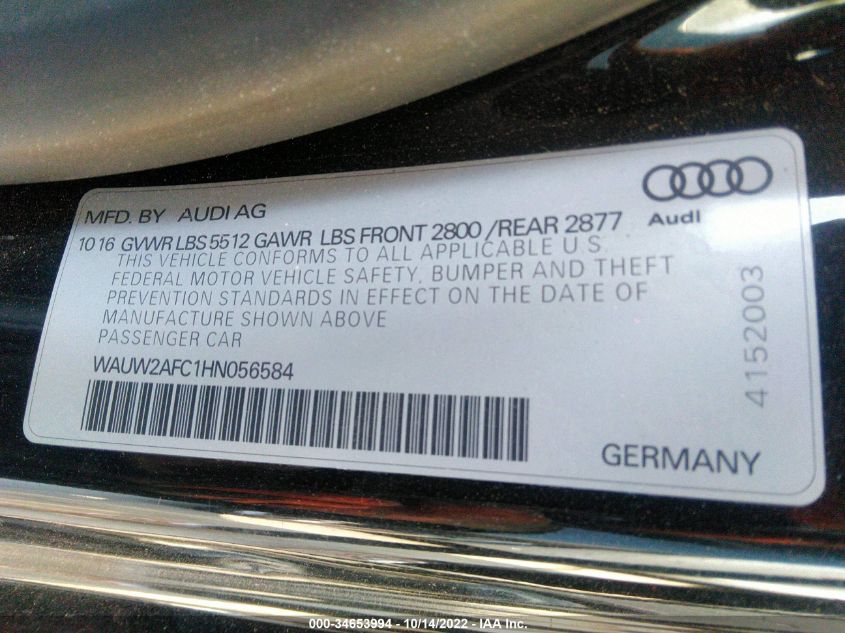 MFD. BY AUDI AG
Audi
10 16 GVWR LBS 5512 GAWR LBS FRONT 2800 /REAR 2877
THIS VEHICLE CONFORMS TO ALL APPLICABLE U.S.
FEDERAL MOTOR VEHICLE SAFETY, BUMPER AND THEFT
PREVENTION STANDARDS IN EFFECT ON THE DATE OF
MANUFACTURE SHOWN ABOVE
PASSENGER CAR
WAUW2AFC1HN056584
4152003
GERMANY
000-34653994 - 10/14/2022 - IAA Inc.